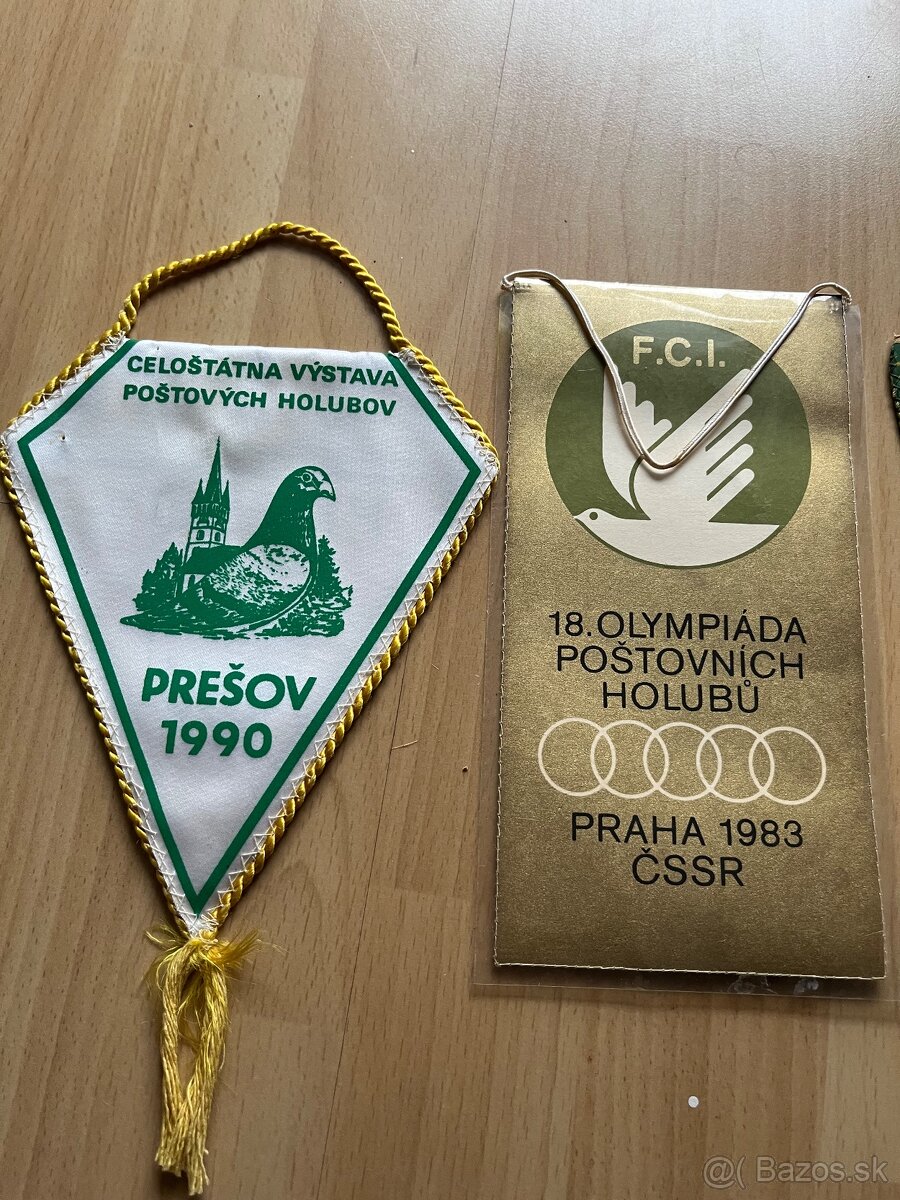 CELOŠTÁTNA VÝSTAVA
POŠTOVÝCH HOLUBOV
PREŠOV
1990
F.C.I.
18. OLYMPIÁDA
POŠTOVNÍCH
HOLUBŮ
PRAHA 1983
ČSSR
@( Bazos.sk